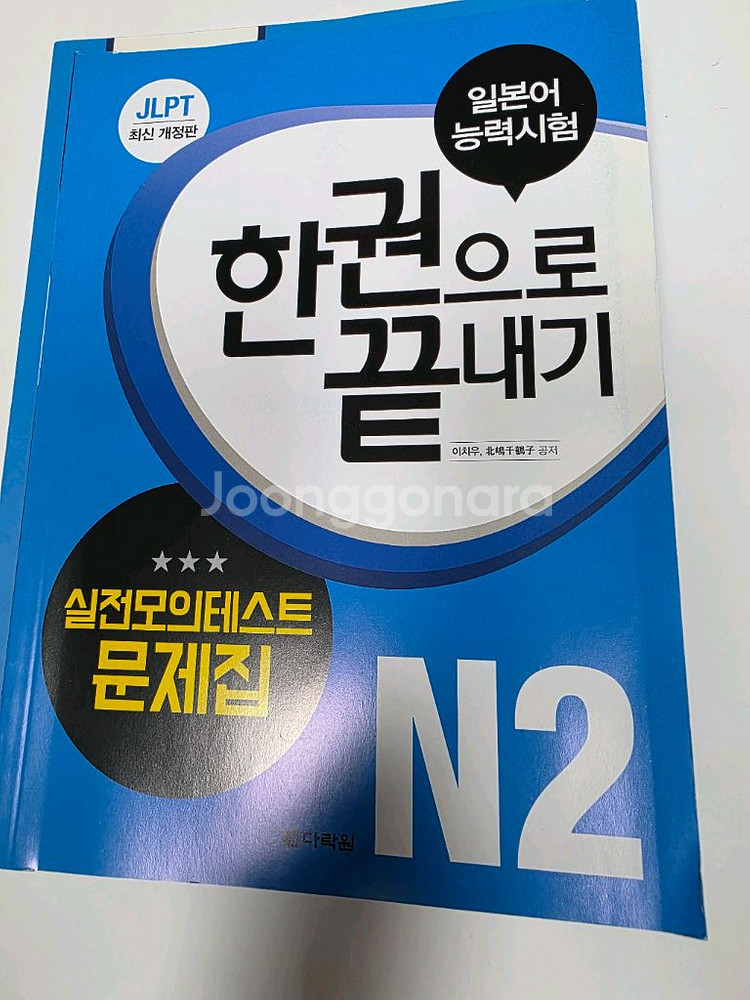 JLPT
최신 개정판
일본어
능력시험
한권으로
끝내기
이치우, 北嶋千鶴子 공저
Joonggonara
실전모의테스트
문제집
N2
다락원